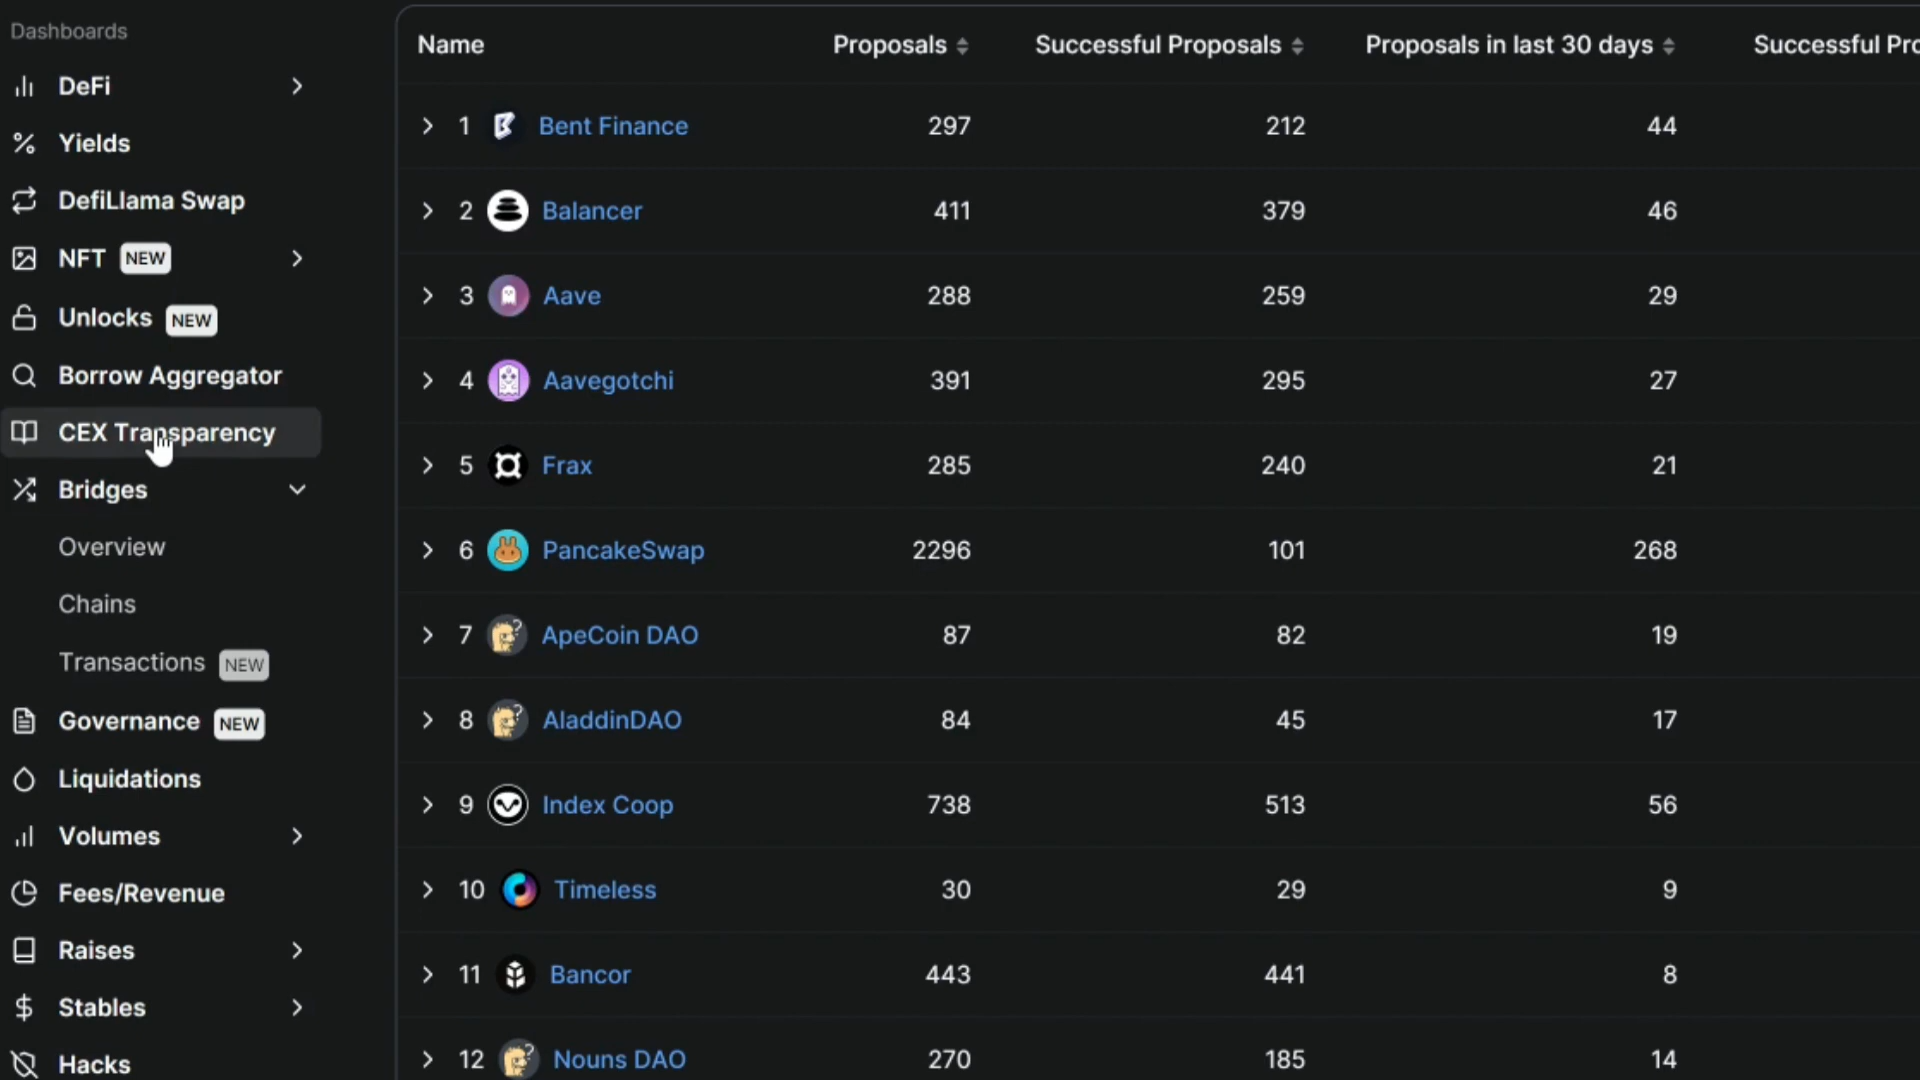 Dashboards
DeFi
Yields
DefiLlama Swap
NFT NEW
Unlocks NEW
Borrow Aggregator
CEX Transparency
Bridges
Overview
Chains
Transactions NEW
Governance NEW
Liquidations
Volumes
Fees/Revenue
Raises
Stables
Hacks
Name Proposals Successful Proposals Proposals in last 30 days Successful Pro
1 Bent Finance 297 212 44
2 Balancer 411 379 46
3 Aave 288 259 29
4 Aavegotchi 391 295 27
5 Frax 285 240 21
6 PancakeSwap 2296 101 268
7 ApeCoin DAO 87 82 19
8 AladdinDAO 84 45 17
9 Index Coop 738 513 56
10 Timeless 30 29 9
11 Bancor 443 441 8
12 Nouns DAO 270 185 14